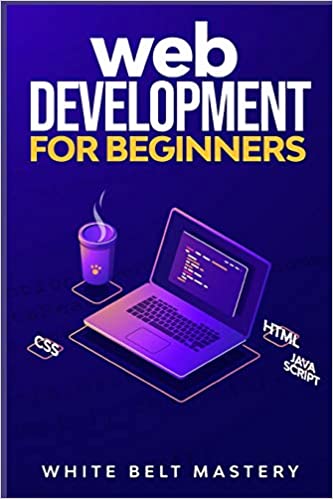 web
DEVELOPMENT
FOR BEGINNERS
CSS
HTML
JAVA
SCRIPT
WHITE BELT MASTERY